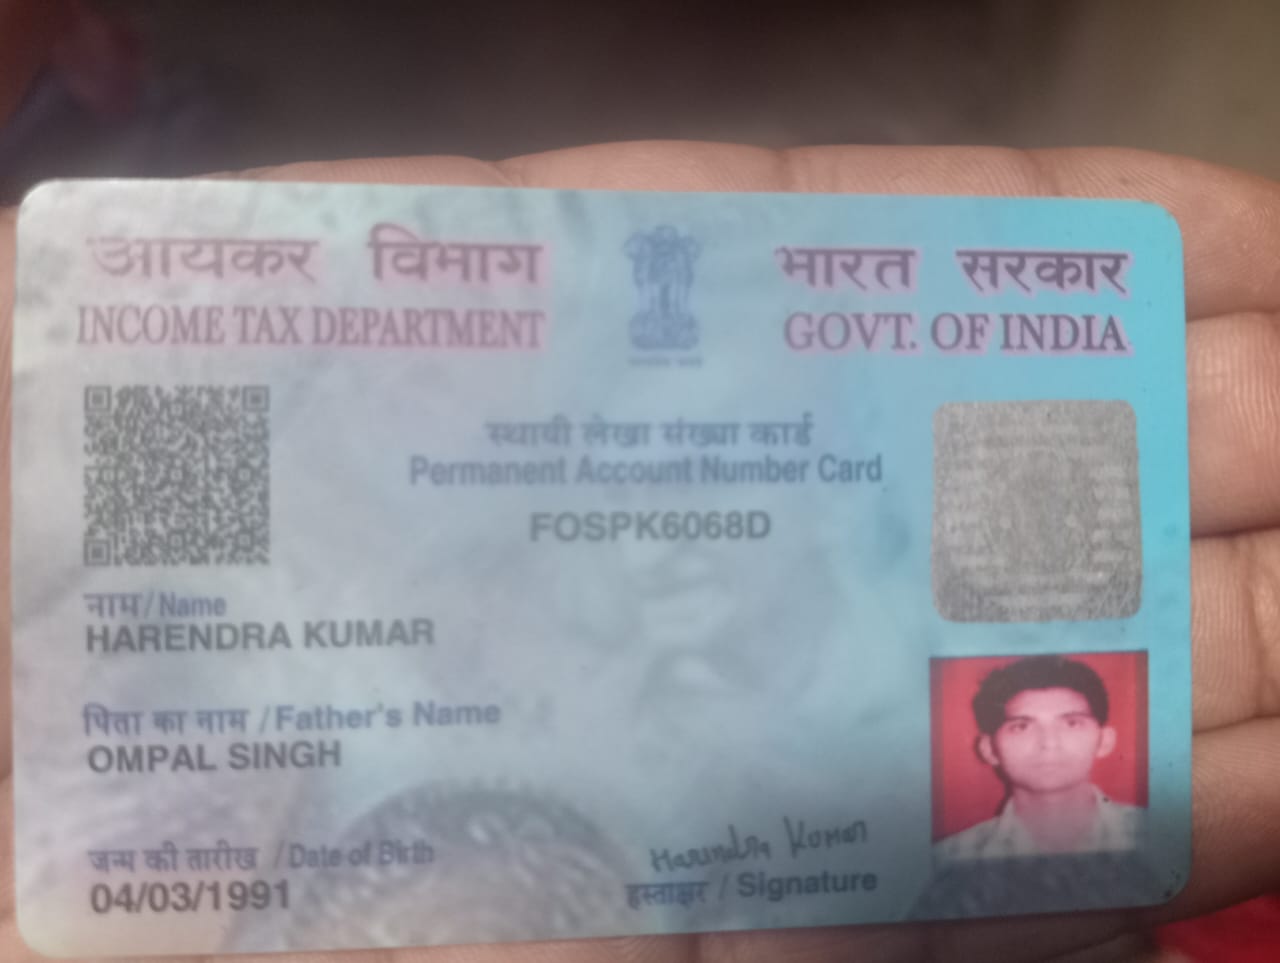 आयकर विभाग
INCOME TAX DEPARTMENT
भारत सरकार
GOVT. OF INDIA
स्थायी लेखा संख्या कार्ड
Permanent Account Number Card
FOSPK6068D
नाम/Name
HARENDRA KUMAR
पिता का नाम /Father's Name
OMPAL SINGH
जन्म की तारीख /Date of Birth
04/03/1991
Harendra Kumar
हस्ताक्षर / Signature